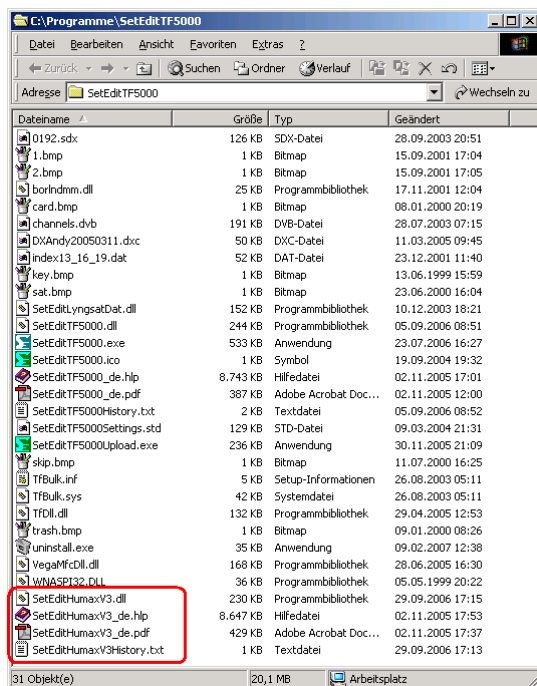 C:\Programme\SetEditTF5000
Datei Bearbeiten Ansicht Favoriten Extras ?
Zurück Suchen Ordner Verlauf
Adresse SetEditTF5000 Wechseln zu
Dateiname Größe Typ Geändert
0192.sdx 126 KB SDX-Datei 28.09.2003 20:51
1.bmp 1 KB Bitmap 15.09.2001 17:04
2.bmp 1 KB Bitmap 15.09.2001 17:05
borlndmm.dll 25 KB Programmbibliothek 17.11.2001 12:04
card.bmp 1 KB Bitmap 08.01.2000 20:19
channels.dvb 191 KB DVB-Datei 28.07.2003 07:15
DXAndy20050311.dxc 50 KB DXC-Datei 11.03.2005 09:45
index13_16_19.dat 52 KB DAT-Datei 23.12.2001 11:40
key.bmp 1 KB Bitmap 13.06.1999 15:59
sat.bmp 1 KB Bitmap 23.06.2000 16:04
SetEditLyngsatDat.dll 152 KB Programmbibliothek 10.12.2003 18:21
SetEditTF5000.dll 244 KB Programmbibliothek 05.09.2006 08:51
SetEditTF5000.exe 533 KB Anwendung 23.07.2006 16:27
SetEditTF5000.ico 1 KB Symbol 19.09.2004 19:32
SetEditTF5000_de.hlp 8.743 KB Hilfedatei 02.11.2005 17:01
SetEditTF5000_de.pdf 387 KB Adobe Acrobat Doc... 02.11.2005 12:00
SetEditTF5000History.txt 2 KB Textdatei 05.09.2006 08:52
SetEditTF5000Settings.std 129 KB STD-Datei 09.03.2004 21:31
SetEditTF5000Upload.exe 236 KB Anwendung 30.11.2005 21:09
skip.bmp 1 KB Bitmap 11.07.2000 16:25
TfBulk.inf 5 KB Setup-Informationen 26.08.2003 05:11
TfBulk.sys 42 KB Systemdatei 26.08.2003 05:11
TfDll.dll 132 KB Programmbibliothek 29.04.2005 12:53
trash.bmp 1 KB Bitmap 09.01.2000 08:26
uninstall.exe 35 KB Anwendung 09.02.2007 12:38
VegaMfcDll.dll 168 KB Programmbibliothek 28.06.2005 16:30
WNASPI32.DLL 36 KB Programmbibliothek 05.05.1999 20:22
SetEditHumaxV3.dll 230 KB Programmbibliothek 29.09.2006 17:15
SetEditHumaxV3_de.hlp 8.647 KB Hilfedatei 02.11.2005 17:53
SetEditHumaxV3_de.pdf 429 KB Adobe Acrobat Doc... 02.11.2005 17:37
SetEditHumaxV3History.txt 1 KB Textdatei 29.09.2006 17:13
31 Objekt(e) 20,1 MB Arbeitsplatz